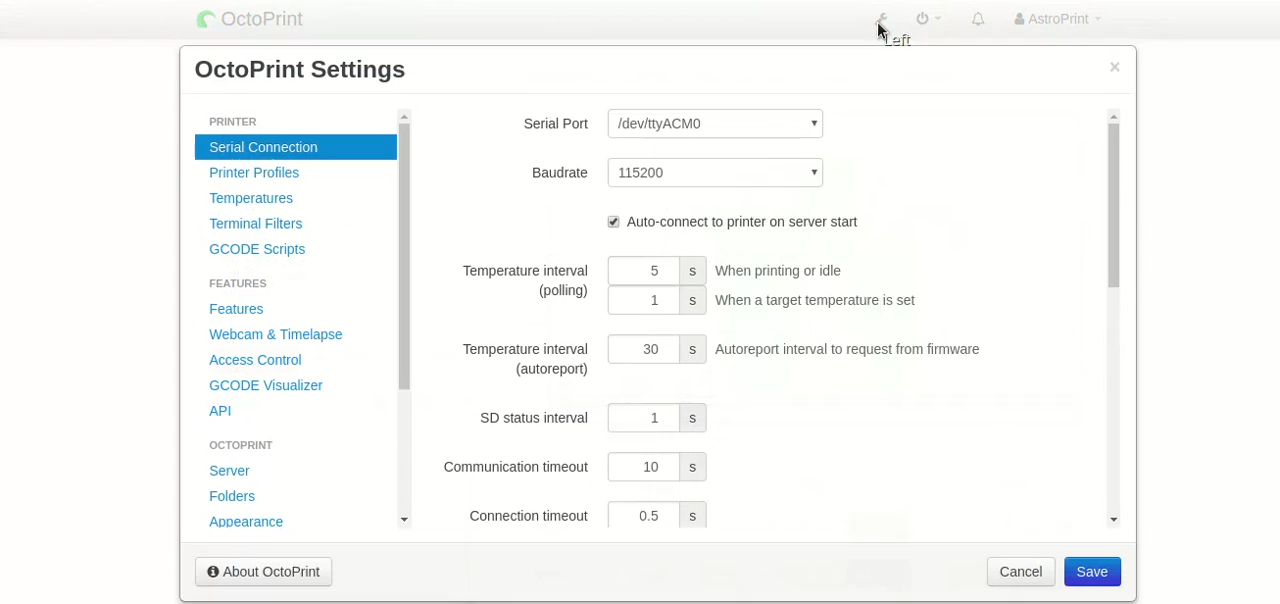 OctoPrint
AstroPrint
Left
OctoPrint Settings
×
PRINTER
Serial Connection
Printer Profiles
Temperatures
Terminal Filters
GCODE Scripts
FEATURES
Features
Webcam & Timelapse
Access Control
GCODE Visualizer
API
OCTOPRINT
Server
Folders
Appearance
Serial Port /dev/ttyACM0
Baudrate 115200
Auto-connect to printer on server start
Temperature interval 5 s When printing or idle
(polling) 1 s When a target temperature is set
Temperature interval 30 s Autoreport interval to request from firmware
(autoreport)
SD status interval 1 s
Communication timeout 10 s
Connection timeout 0.5 s
About OctoPrint
Cancel
Save